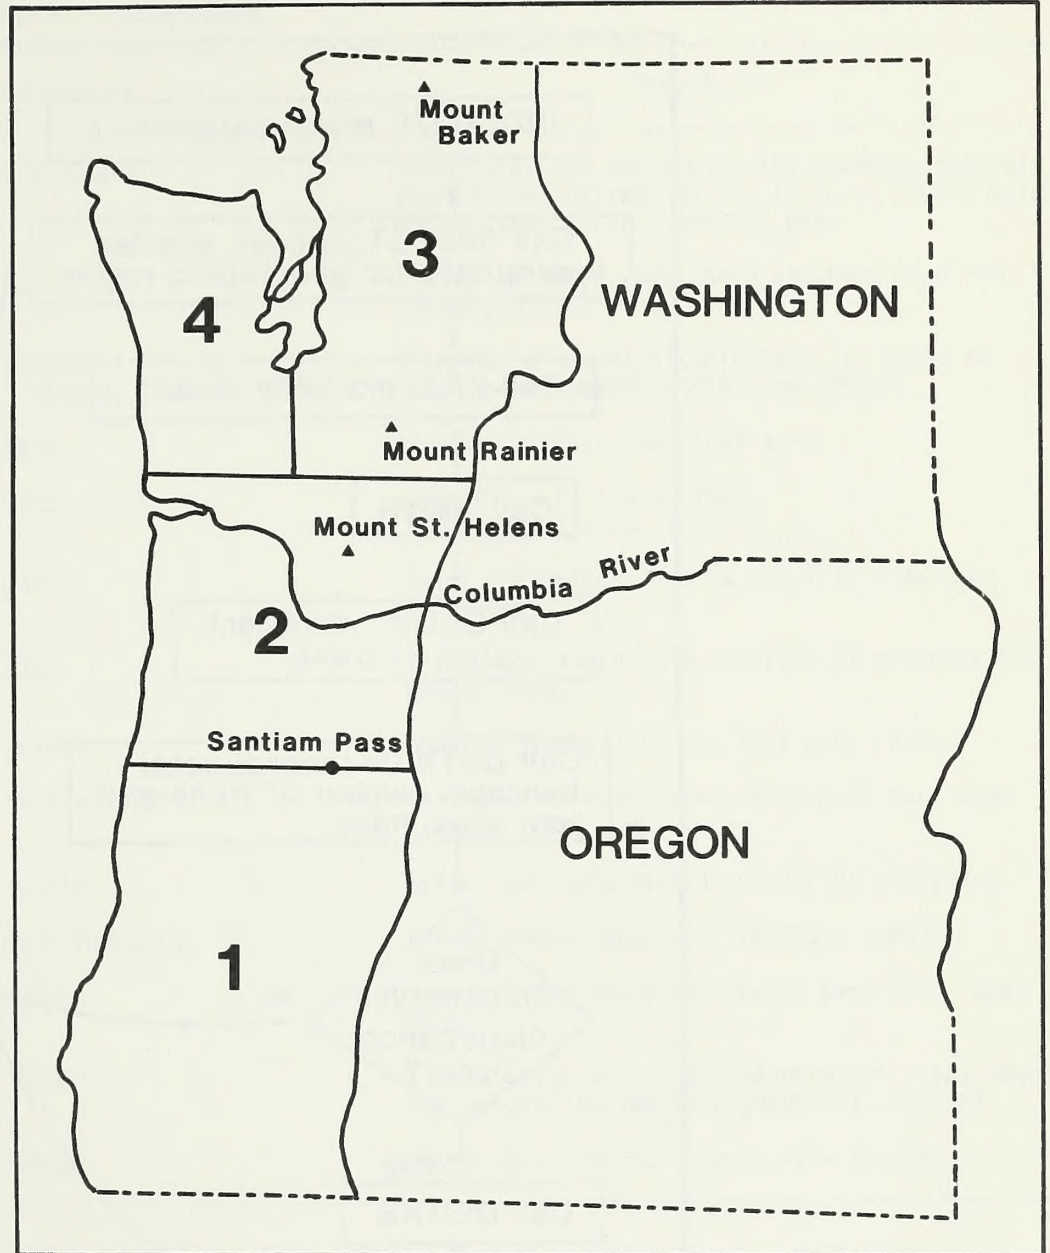 Mount
Baker
3
WASHINGTON
4
Mount Rainier
Mount St. Helens
Columbia River
2
Santiam Pass
OREGON
1